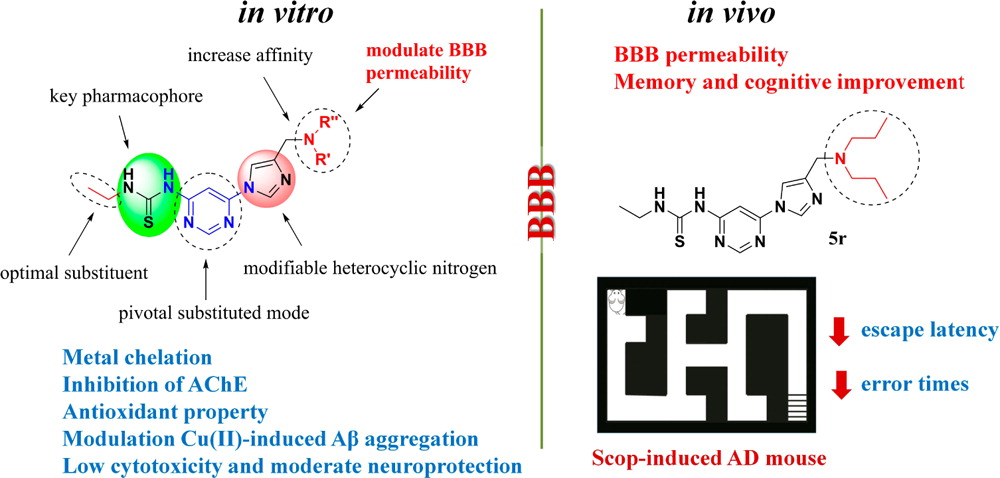 in vitro
increase affinity
modulate BBB
permeability
key pharmacophore
R"
N
R'
H
N
H
N
S
N
N
N
N
optimal substituent
modifiable heterocyclic nitrogen
pivotal substituted mode
Metal chelation
Inhibition of AChE
Antioxidant property
Modulation Cu(II)-induced Aβ aggregation
Low cytotoxicity and moderate neuroprotection
BBB
in vivo
BBB permeability
Memory and cognitive improvement
N
H
N
H
N
S
N
N
N
N
5r
escape latency
error times
Scop-induced AD mouse